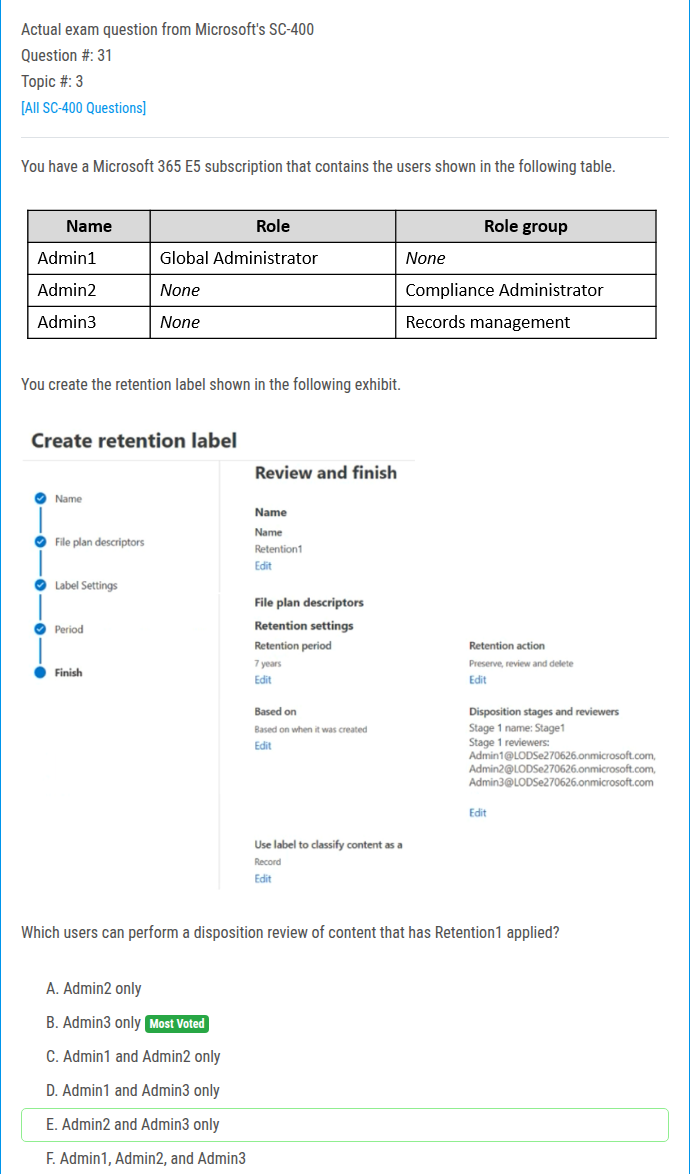 Actual exam question from Microsoft's SC-400
Question #: 31
Topic #: 3
[All SC-400 Questions]
You have a Microsoft 365 E5 subscription that contains the users shown in the following table.
Name Role Role group
Admin1 Global Administrator None
Admin2 None Compliance Administrator
Admin3 None Records management
You create the retention label shown in the following exhibit.
Create retention label
Name
File plan descriptors
Label Settings
Period
Finish
Review and finish
Name
Name
Retention1
Edit
File plan descriptors
Retention settings
Retention period
7 years
Edit
Retention action
Preserve, review and delete
Edit
Based on
Based on when it was created
Edit
Disposition stages and reviewers
Stage 1 name: Stage1
Stage 1 reviewers:
Admin1@LODSe270626.onmicrosoft.com,
Admin2@LODSe270626.onmicrosoft.com,
Admin3@LODSe270626.onmicrosoft.com
Edit
Use label to classify content as a
Record
Edit
Which users can perform a disposition review of content that has Retention1 applied?
A. Admin2 only
B. Admin3 only Most Voted
C. Admin1 and Admin2 only
D. Admin1 and Admin3 only
E. Admin2 and Admin3 only
F. Admin1, Admin2, and Admin3